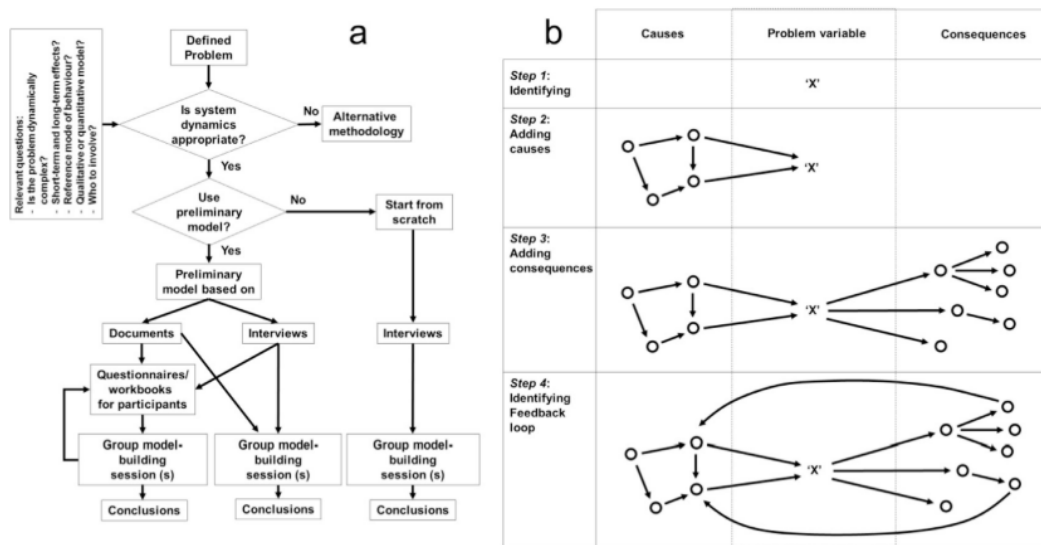 a
Defined
Problem
Relevant questions:
- Is the problem dynamically
complex?
- Short-term and long-term effects?
- Reference mode of behaviour?
- Qualitative or quantitative model?
- Who to involve?
Is system
dynamics
appropriate?
No
Alternative
methodology
Yes
Use
preliminary
model?
No
Start from
scratch
Yes
Preliminary
model based on
Documents
Interviews
Interviews
Questionnaires/
workbooks
for participants
Group model-
building
session (s)
Group model-
building
session (s)
Group model-
building
session (s)
Conclusions
Conclusions
Conclusions
b
Causes
Problem variable
Consequences
Step 1:
Identifying
'X'
Step 2:
Adding
causes
'X'
Step 3:
Adding
consequences
'X'
Step 4:
Identifying
Feedback
loop
'X'